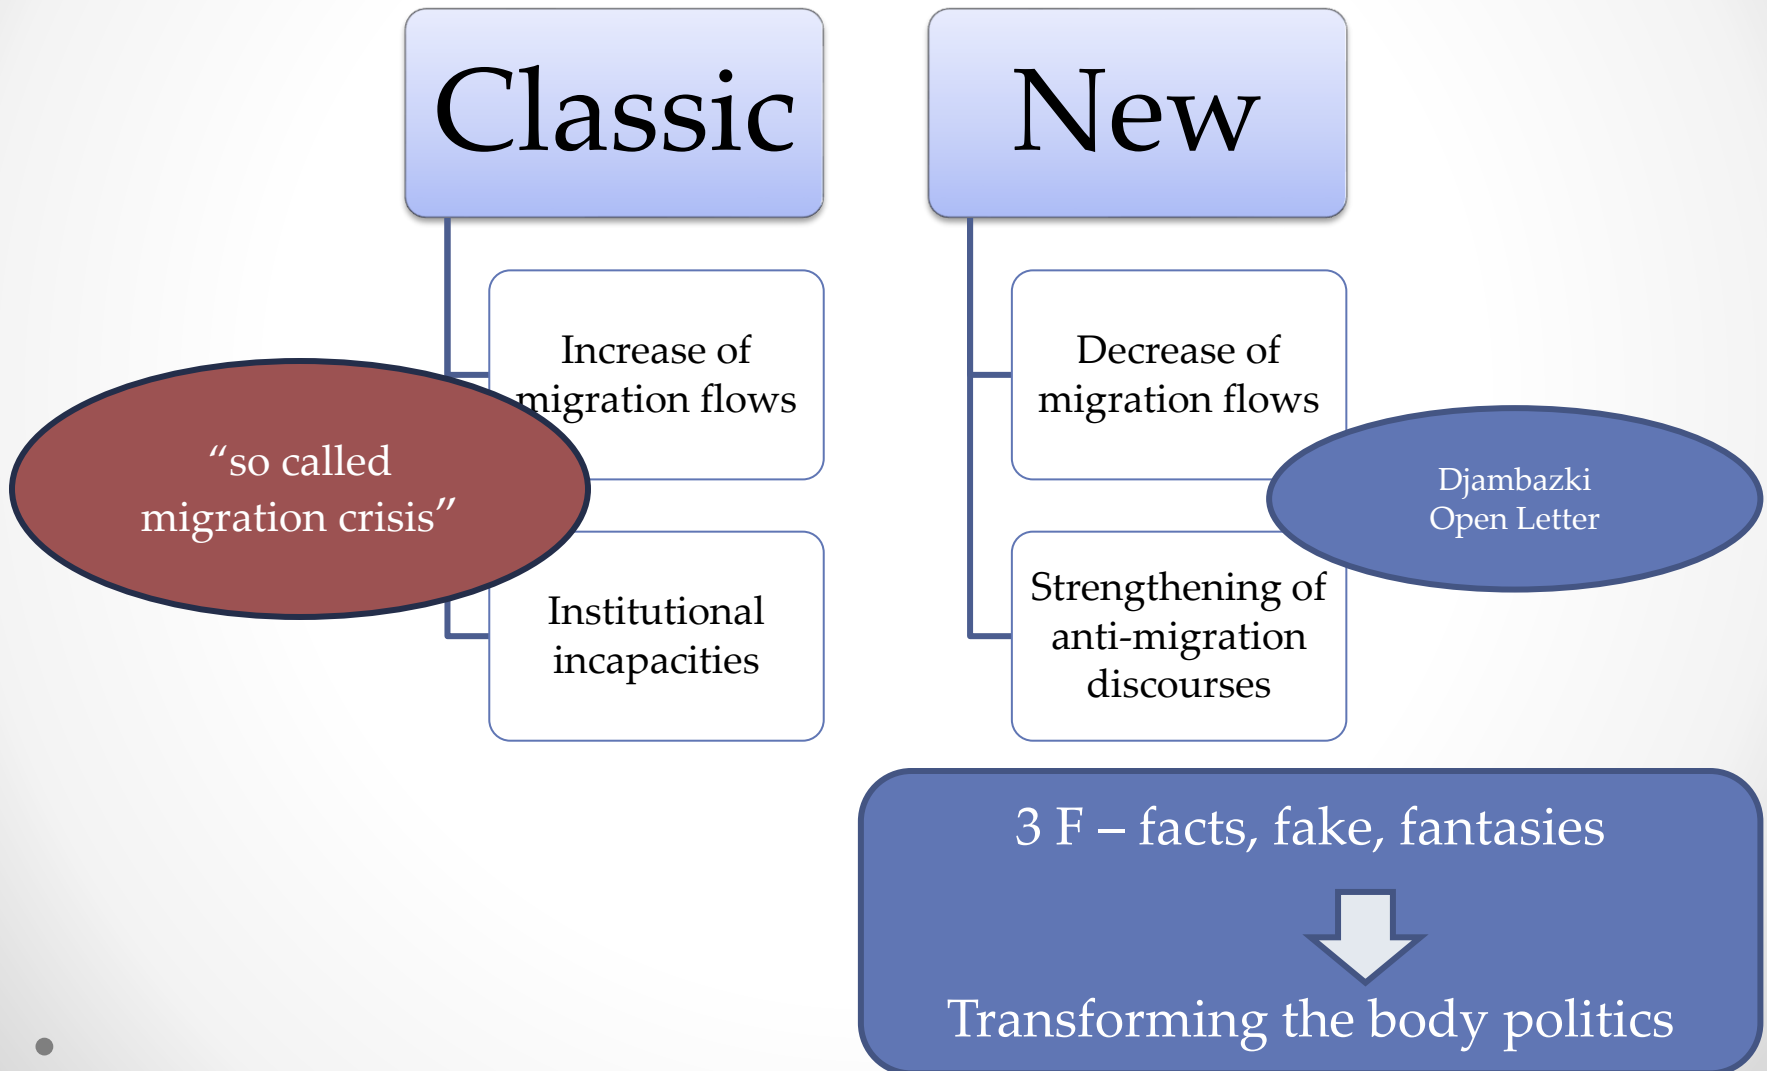 Classic
New
Increase of
migration flows
Decrease of
migration flows
“so called
migration crisis”
Djambazki
Open Letter
Institutional
incapacities
Strengthening of
anti-migration
discourses
3 F – facts, fake, fantasies
Transforming the body politics